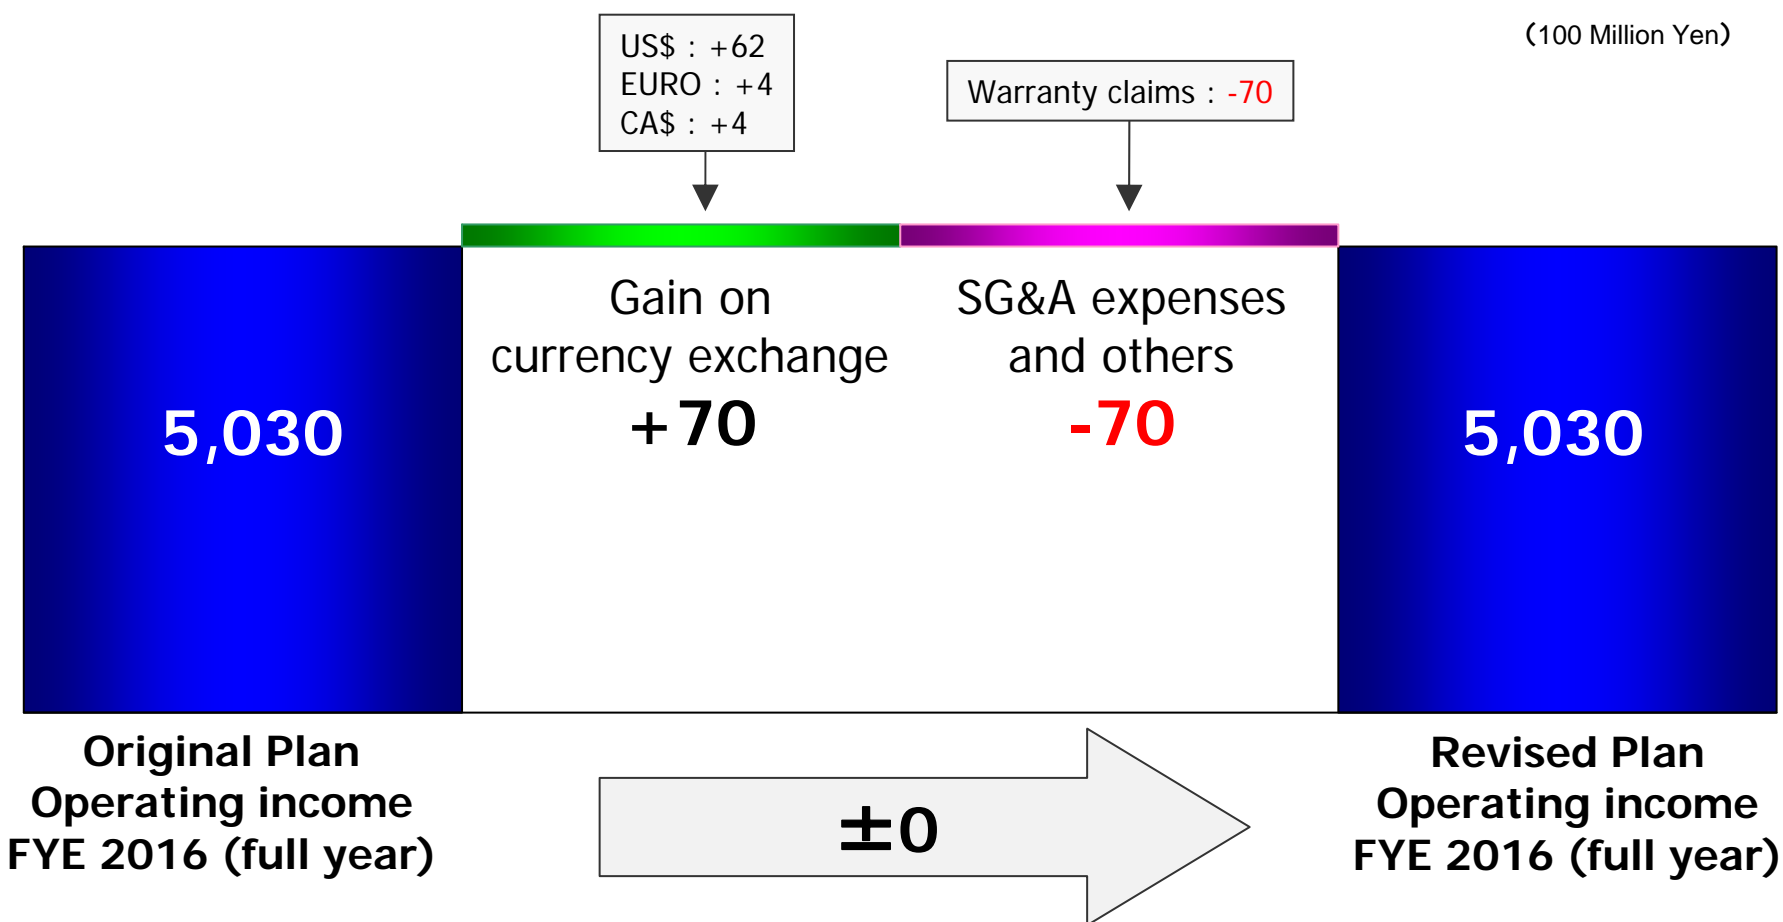 （100 Million Yen）
US$ : +62
EURO : +4
CA$ : +4
Warranty claims : -70
Gain on
currency exchange
+70
SG&A expenses
and others
-70
5,030
5,030
Original Plan
Operating income
FYE 2016 (full year)
±0
Revised Plan
Operating income
FYE 2016 (full year)